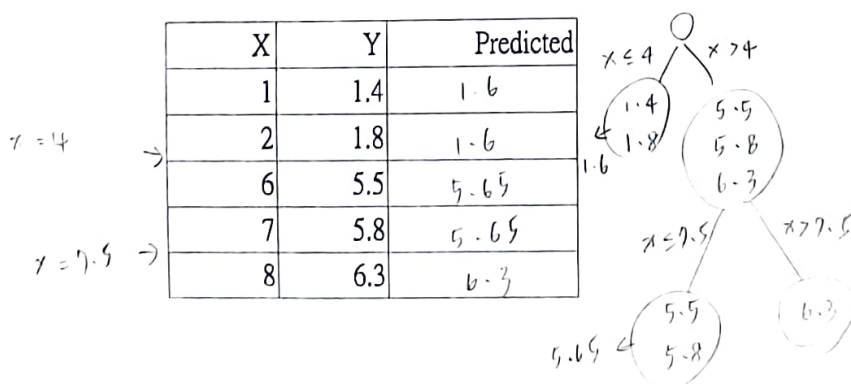 X Y Predicted
1 1.4 1.6
2 1.8 1.6
6 5.5 5.65
7 5.8 5.65
8 6.3 6.3
x = 4 →
x = 7.5 →
x ≤ 4 x > 4
1.4
1.8
1.6 ←
5.5
5.8
6.3
x ≤ 7.5 x > 7.5
5.5
5.8
5.65 ←
6.3